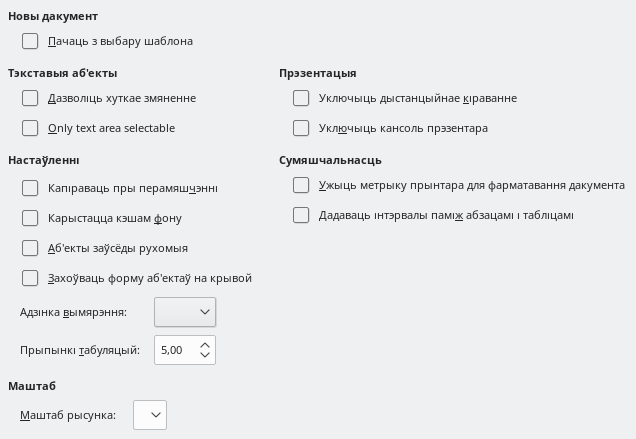 Новы дакумент
Пачаць з выбару шаблона
Тэкставыя аб'екты
Дазволіць хуткае змяненне
Only text area selectable
Настаўленні
Капіраваць пры перамяшчэнні
Карыстацца кэшам фону
Аб'екты заўсёды рухомыя
Захоўваць форму аб'ектаў на крывой
Адзінка вымярэння:
Прыпынкі табуляцый: 5,00
Маштаб
Маштаб рысунка:
Прэзентацыя
Уключыць дыстанцыйнае кіраванне
Уключыць кансоль прэзентара
Сумяшчальнасць
Ужыць метрыку прынтара для фарматавання дакумента
Дадаваць інтэрвалы паміж абзацамі і табліцамі